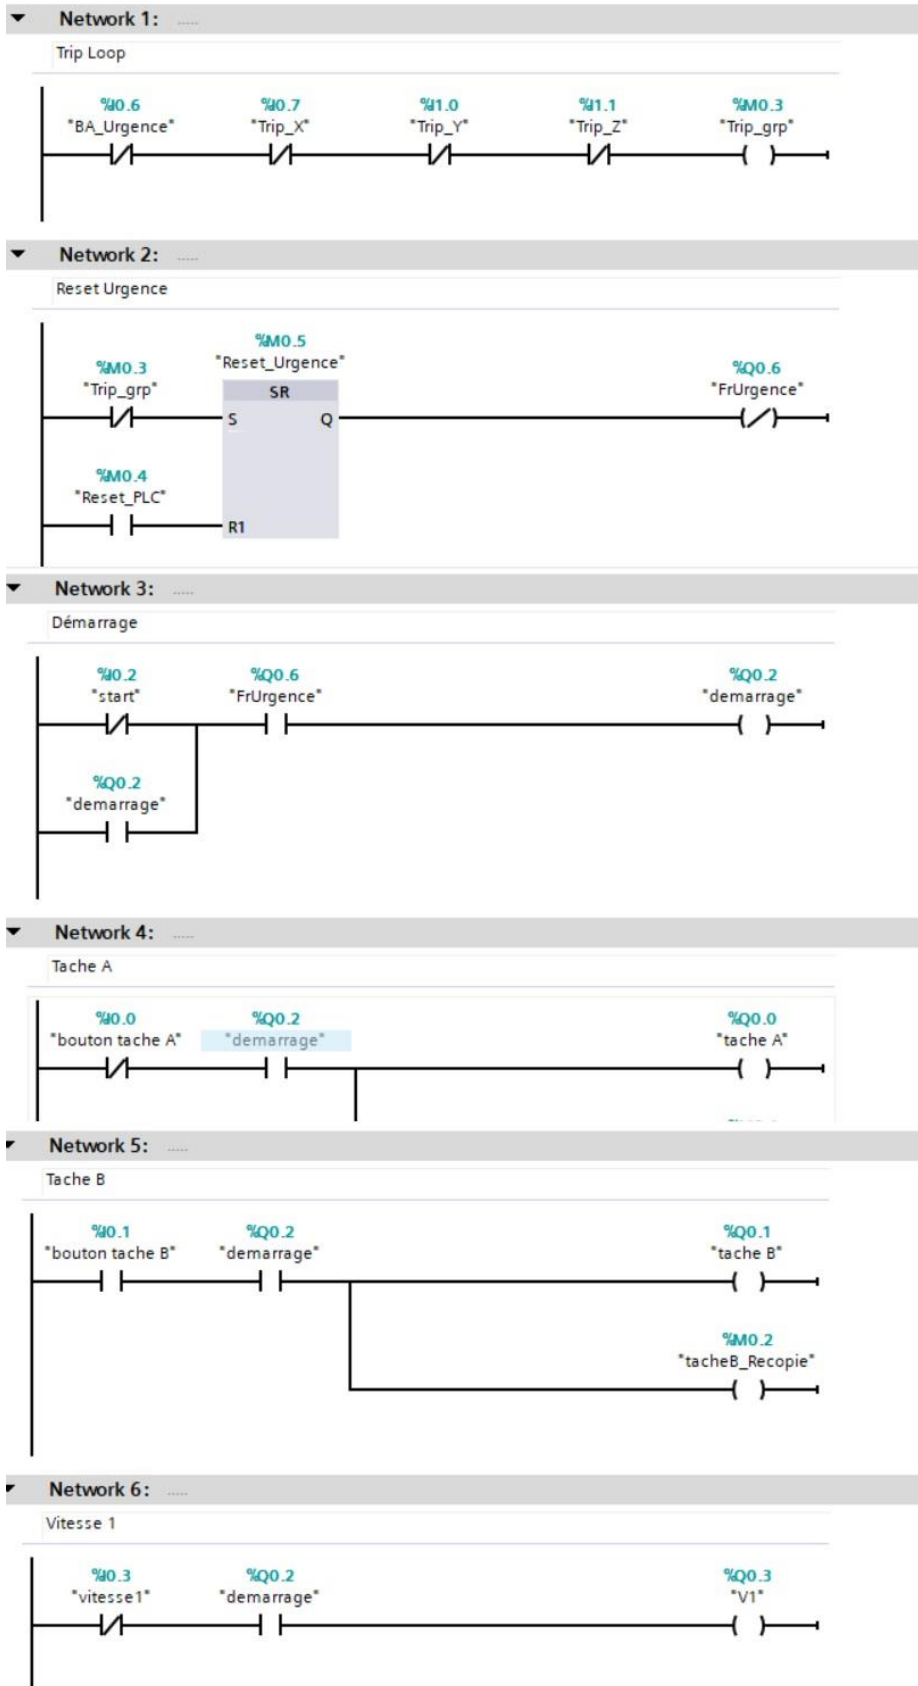 Network 1: .....
Trip Loop
%I0.6 %I0.7 %I1.0 %I1.1 %M0.3
"BA_Urgence" "Trip_X" "Trip_Y" "Trip_Z" "Trip_grp"
Network 2: .....
Reset Urgence
%M0.5
"Reset_Urgence"
%M0.3 %Q0.6
"Trip_grp" "FrUrgence"
SR
S Q
%M0.4
"Reset_PLC"
R1
Network 3: .....
Démarrage
%I0.2 %Q0.6 %Q0.2
"start" "FrUrgence" "demarrage"
%Q0.2
"demarrage"
Network 4: .....
Tache A
%I0.0 %Q0.2 %Q0.0
"bouton tache A" "demarrage" "tache A"
Network 5: .....
Tache B
%I0.1 %Q0.2 %Q0.1
"bouton tache B" "demarrage" "tache B"
%M0.2
"tacheB_Recopie"
Network 6: .....
Vitesse 1
%I0.3 %Q0.2 %Q0.3
"vitesse1" "demarrage" "V1"